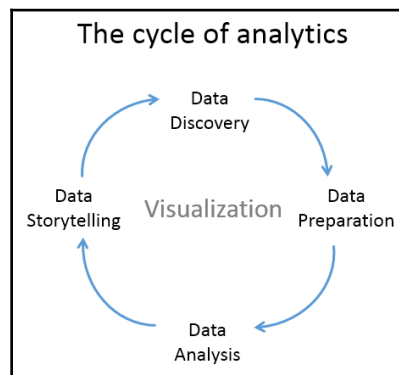 The cycle of analytics
Data
Discovery
Data
Storytelling
Visualization
Data
Preparation
Data
Analysis